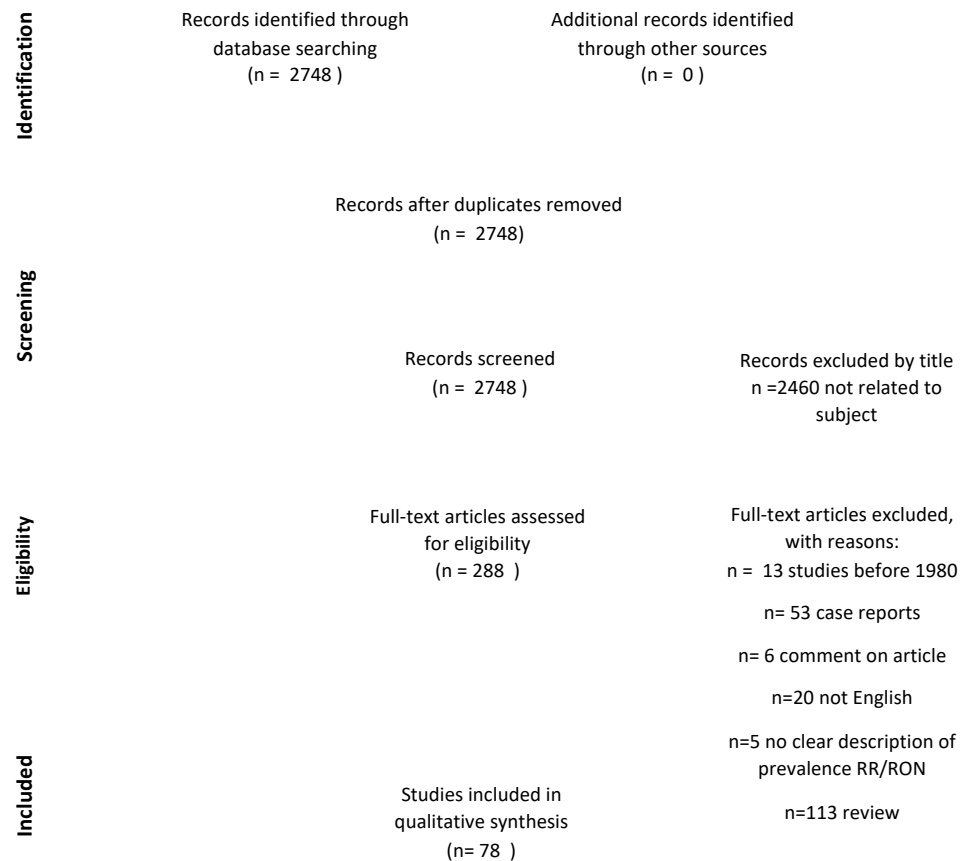 Identification
Records identified through
database searching
(n = 2748 )
Additional records identified
through other sources
(n = 0 )
Records after duplicates removed
(n = 2748)
Screening
Records screened
(n = 2748 )
Records excluded by title
n =2460 not related to
subject
Eligibility
Full-text articles assessed
for eligibility
(n = 288 )
Full-text articles excluded,
with reasons:
n = 13 studies before 1980
n= 53 case reports
n= 6 comment on article
n=20 not English
n=5 no clear description of
prevalence RR/RON
n=113 review
Included
Studies included in
qualitative synthesis
(n= 78 )